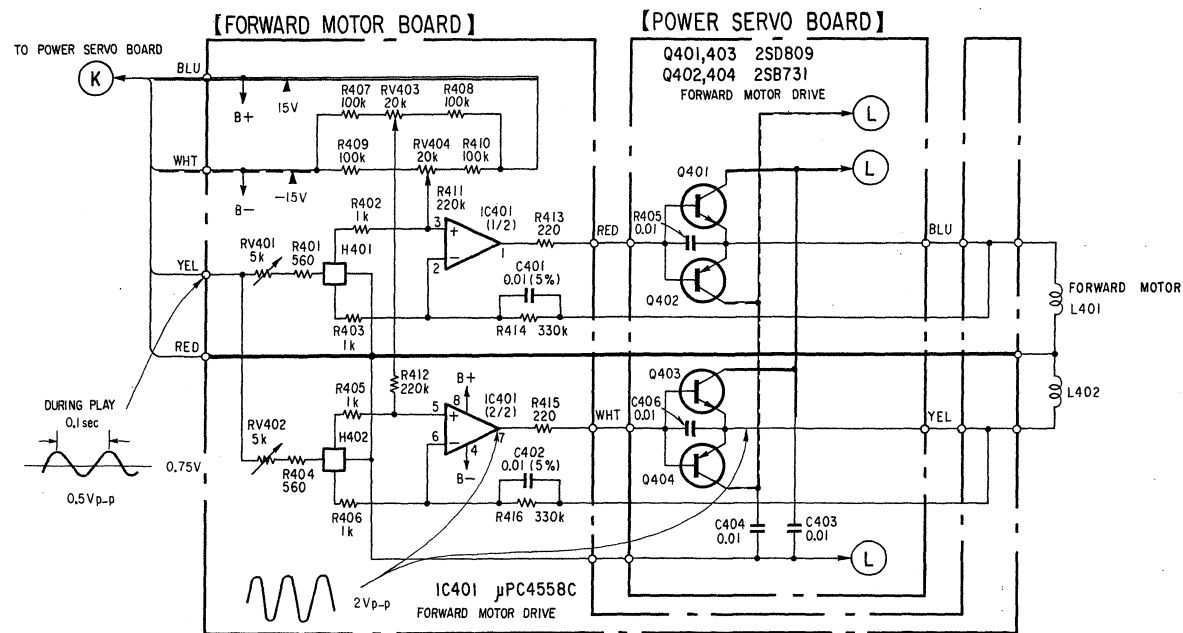 【FORWARD MOTOR BOARD】
【POWER SERVO BOARD】
TO POWER SERVO BOARD
K
BLU
B+
15V
R407
100k
RV403
20k
R408
100k
Q401,403 2SD809
Q402,404 2SB731
FORWARD MOTOR DRIVE
L
L
WHT
B−
−15V
R409
100k
RV404
20k
R410
100k
R411
220k
R402
1k
3
+
IC401
(1/2)
1
2
−
R413
220
RED
Q401
R405
0.01
Q402
BLU
YEL
RV401
5k
R401
560
H401
C401
0.01(5%)
R403
1k
R414 330k
FORWARD MOTOR
L401
RED
R412
220k
R405
1k
B+
8
IC401
(2/2)
5
+
6
−
7
4
B−
R415
220
WHT
Q403
C406
0.01
Q404
YEL
L402
DURING PLAY
0.1sec
0.75V
0.5Vp-p
RV402
5k
R404
560
H402
C402
0.01(5%)
R406
1k
R416 330k
C404
0.01
C403
0.01
L
2Vp-p
IC401 μPC4558C
FORWARD MOTOR DRIVE